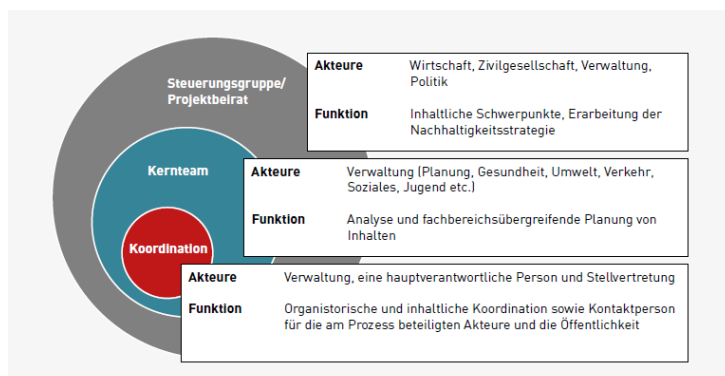 Steuerungsgruppe/
Projektbeirat
Akteure Wirtschaft, Zivilgesellschaft, Verwaltung,
Politik
Funktion Inhaltliche Schwerpunkte, Erarbeitung der
Nachhaltigkeitsstrategie
Kernteam
Akteure Verwaltung (Planung, Gesundheit, Umwelt, Verkehr,
Soziales, Jugend etc.)
Funktion Analyse und fachbereichsübergreifende Planung von
Inhalten
Koordination
Akteure Verwaltung, eine hauptverantwortliche Person und Stellvertretung
Funktion Organistorische und inhaltliche Koordination sowie Kontaktperson
für die am Prozess beteiligten Akteure und die Öffentlichkeit